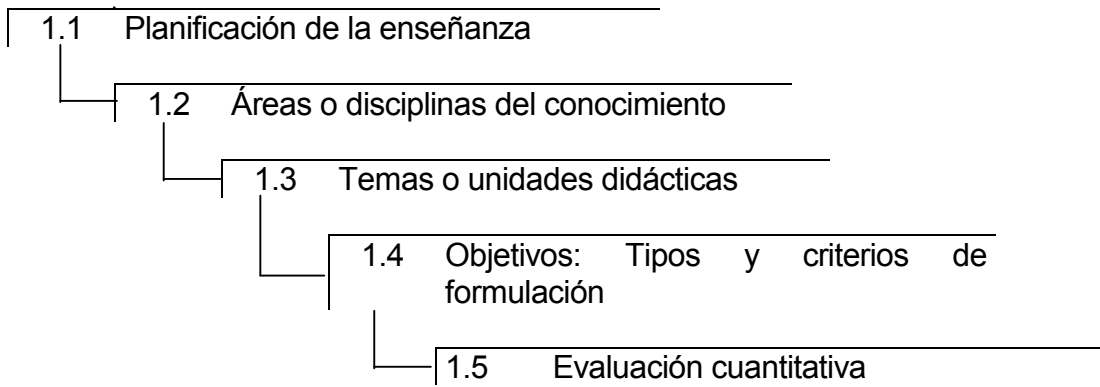 1.1 Planificación de la enseñanza
1.2 Áreas o disciplinas del conocimiento
1.3 Temas o unidades didácticas
1.4 Objetivos: Tipos y criterios de
formulación
1.5 Evaluación cuantitativa